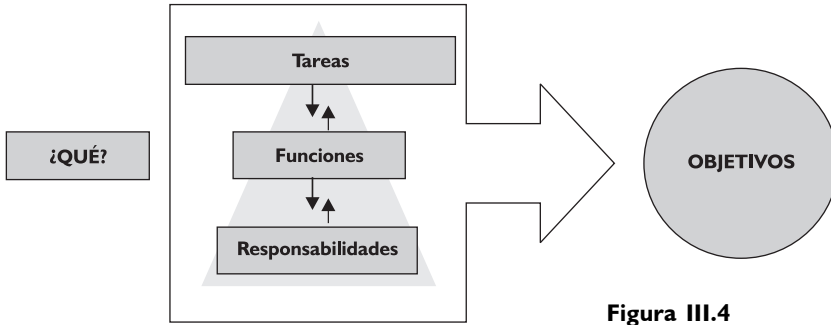 Tareas
¿QUÉ?
Funciones
OBJETIVOS
Responsabilidades
Figura III.4